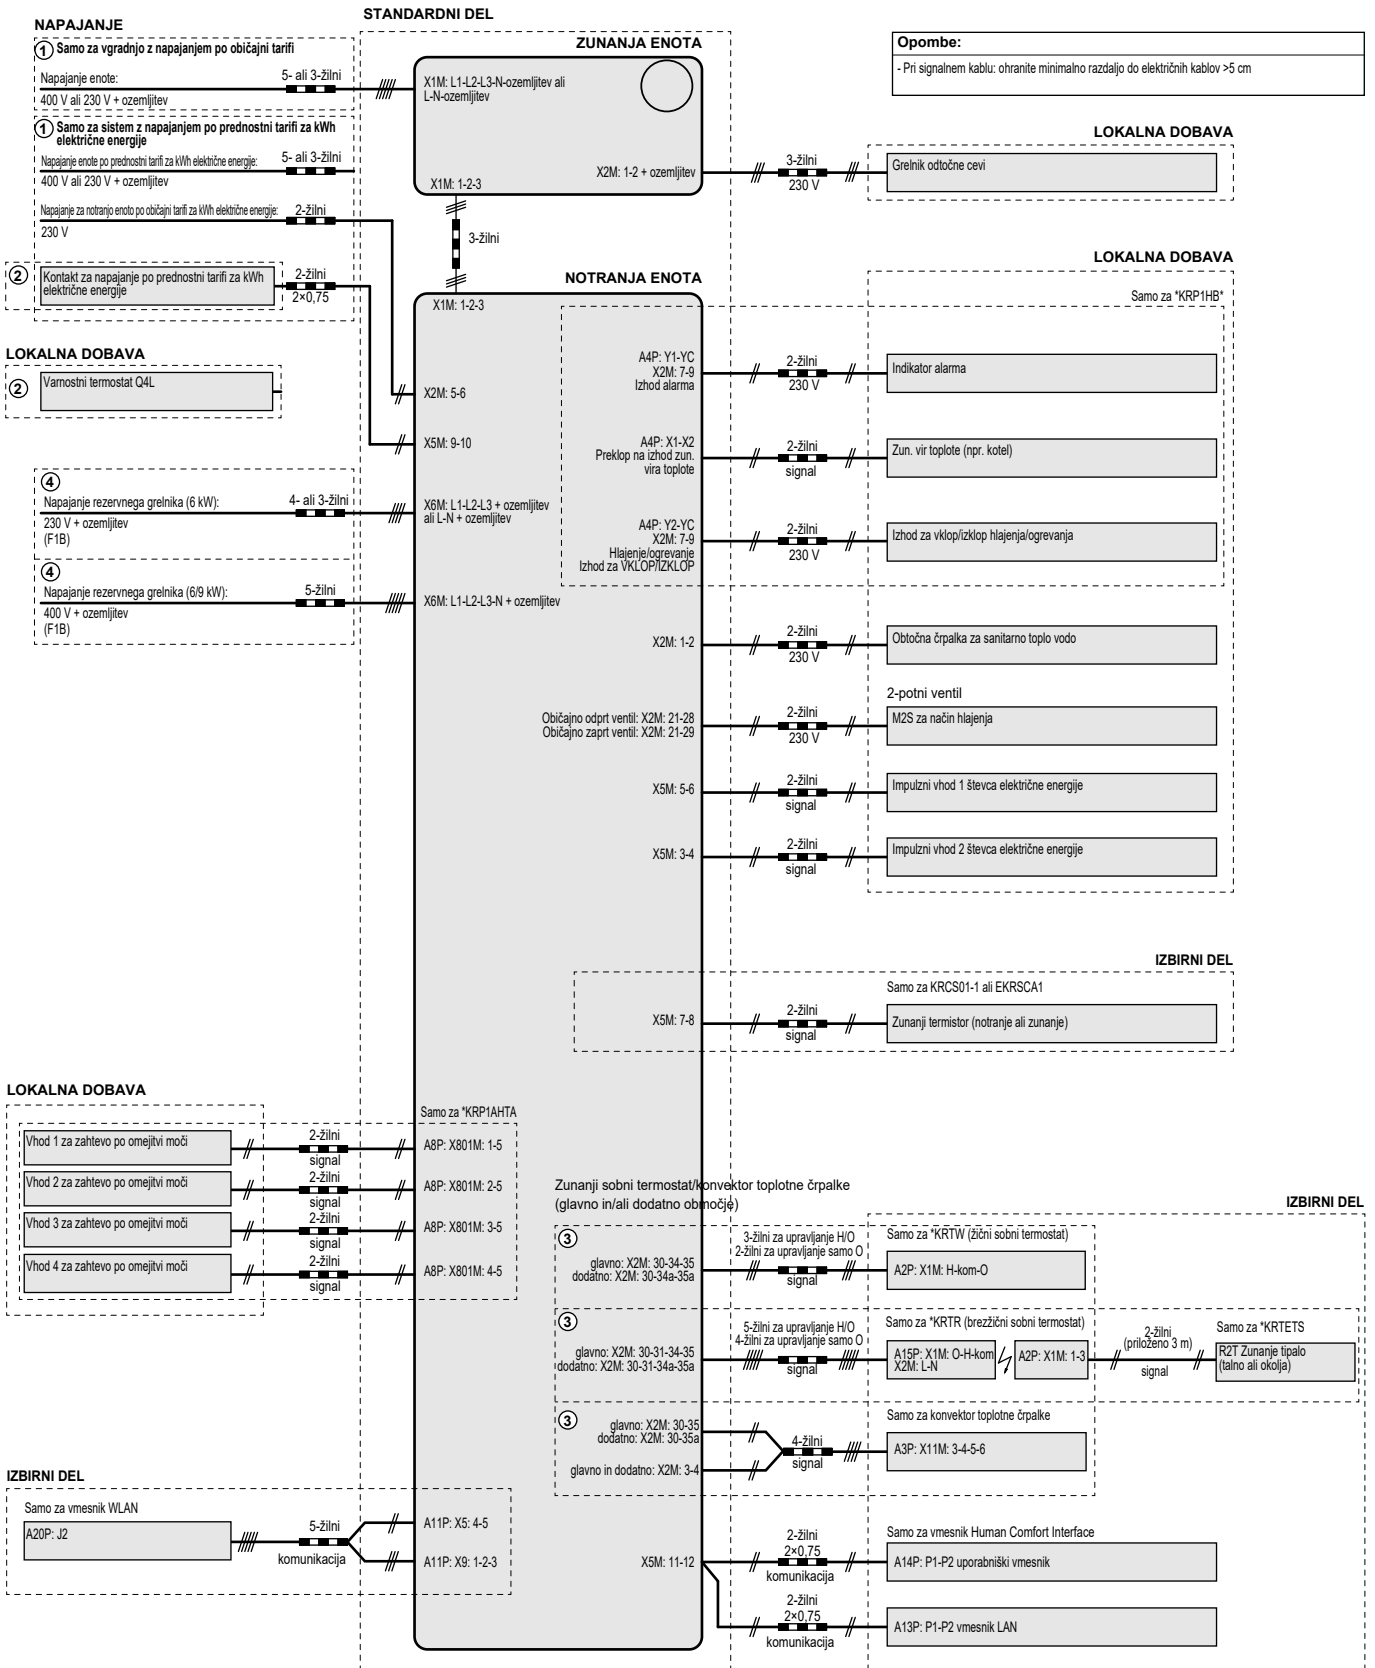 STANDARDNI DEL
NAPAJANJE
1 Samo za vgradnjo z napajanjem po običajni tarifi
Napajanje enote:
5- ali 3-žilni
400 V ali 230 V + ozemljitev
1 Samo za sistem z napajanjem po prednostni tarifi za kWh
električne energije
Napajanje enote po prednostni tarifi za kWh električne energije:
5- ali 3-žilni
400 V ali 230 V + ozemljitev
Napajanje za notranjo enoto po običajni tarifi za kWh električne energije:
2-žilni
230 V
2
Kontakt za napajanje po prednostni tarifi za kWh
električne energije
2-žilni
2×0,75
LOKALNA DOBAVA
2
Varnostni termostat Q4L
4
Napajanje rezervnega grelnika (6 kW):
4- ali 3-žilni
230 V + ozemljitev
(F1B)
4
Napajanje rezervnega grelnika (6/9 kW):
5-žilni
400 V + ozemljitev
(F1B)
ZUNANJA ENOTA
X1M: L1-L2-L3-N-ozemljitev ali
L-N-ozemljitev
X2M: 1-2 + ozemljitev
X1M: 1-2-3
3-žilni
Opombe:
- Pri signalnem kablu: ohranite minimalno razdaljo do električnih kablov >5 cm
LOKALNA DOBAVA
3-žilni
230 V
Grelnik odtočne cevi
NOTRANJA ENOTA
X1M: 1-2-3
X2M: 5-6
X5M: 9-10
X6M: L1-L2-L3 + ozemljitev
ali L-N + ozemljitev
X6M: L1-L2-L3-N + ozemljitev
LOKALNA DOBAVA
Samo za *KRP1HB*
A4P: Y1-YC
X2M: 7-9
Izhod alarma
2-žilni
230 V
Indikator alarma
A4P: X1-X2
Preklop na izhod zun.
vira toplote
2-žilni
signal
Zun. vir toplote (npr. kotel)
A4P: Y2-YC
X2M: 7-9
Hlajenje/ogrevanje
Izhod za VKLOP/IZKLOP
2-žilni
230 V
Izhod za vklop/izklop hlajenja/ogrevanja
X2M: 1-2
2-žilni
230 V
Obtočna črpalka za sanitarno toplo vodo
2-potni ventil
Običajno odprt ventil: X2M: 21-28
Običajno zaprt ventil: X2M: 21-29
2-žilni
230 V
M2S za način hlajenja
X5M: 5-6
2-žilni
signal
Impulzni vhod 1 števca električne energije
X5M: 3-4
2-žilni
signal
Impulzni vhod 2 števca električne energije
IZBIRNI DEL
Samo za KRCS01-1 ali EKRSCA1
X5M: 7-8
2-žilni
signal
Zunanji termistor (notranje ali zunanje)
LOKALNA DOBAVA
Samo za *KRP1AHTA
Vhod 1 za zahtevo po omejitvi moči
2-žilni
signal
A8P: X801M: 1-5
Vhod 2 za zahtevo po omejitvi moči
2-žilni
signal
A8P: X801M: 2-5
Vhod 3 za zahtevo po omejitvi moči
2-žilni
signal
A8P: X801M: 3-5
Vhod 4 za zahtevo po omejitvi moči
2-žilni
signal
A8P: X801M: 4-5
Zunanji sobni termostat/konvektor toplotne črpalke
(glavno in/ali dodatno območje)
IZBIRNI DEL
3
glavno: X2M: 30-34-35
dodatno: X2M: 30-34a-35a
3-žilni za upravljanje H/O
2-žilni za upravljanje samo O
signal
Samo za *KRTW (žični sobni termostat)
A2P: X1M: H-kom-O
3
glavno: X2M: 30-31-34-35
dodatno: X2M: 30-31-34a-35a
5-žilni za upravljanje H/O
4-žilni za upravljanje samo O
signal
Samo za *KRTR (brezžični sobni termostat)
A15P: X1M: O-H-kom
X2M: L-N
A2P: X1M: 1-3
2-žilni
(priloženo 3 m)
signal
Samo za *KRTETS
R2T Zunanje tipalo
(talno ali okolja)
3
glavno: X2M: 30-35
dodatno: X2M: 30-35a
glavno in dodatno: X2M: 3-4
4-žilni
signal
Samo za konvektor toplotne črpalke
A3P: X11M: 3-4-5-6
IZBIRNI DEL
Samo za vmesnik WLAN
A20P: J2
5-žilni
komunikacija
A11P: X5: 4-5
A11P: X9: 1-2-3
X5M: 11-12
2-žilni
2×0,75
komunikacija
Samo za vmesnik Human Comfort Interface
A14P: P1-P2 uporabniški vmesnik
2-žilni
2×0,75
komunikacija
A13P: P1-P2 vmesnik LAN